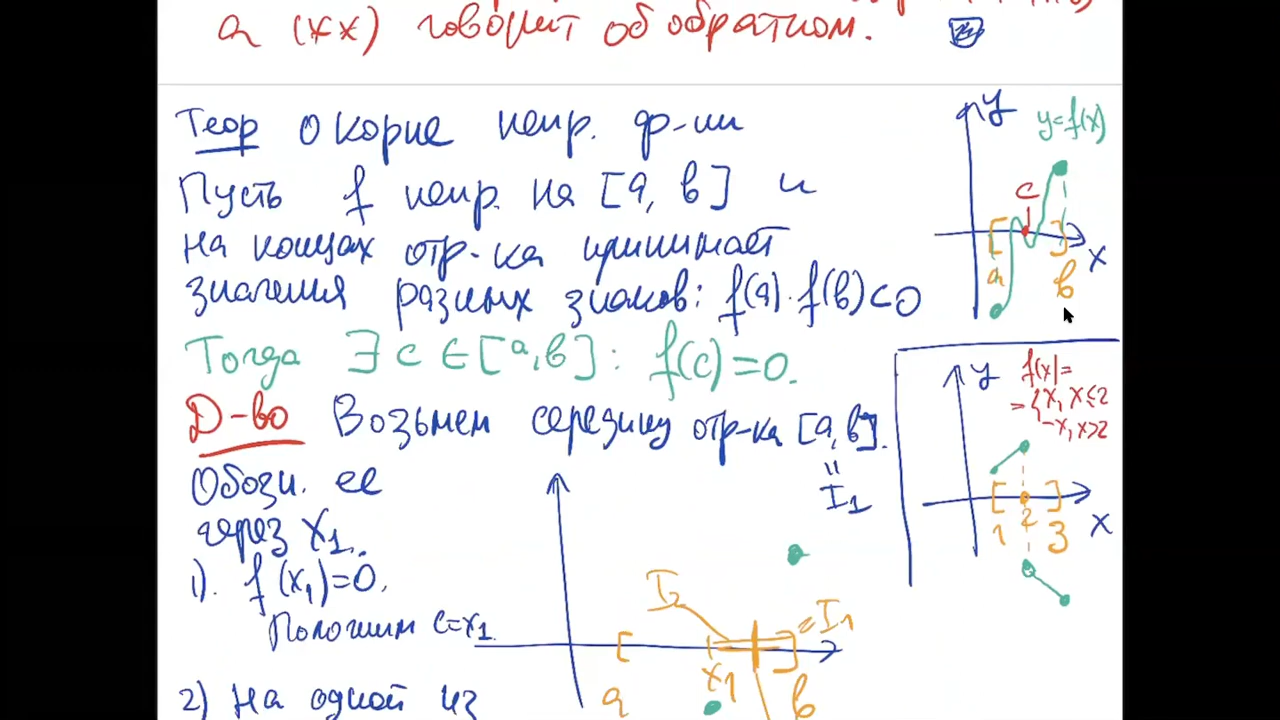 а (**) говорит об обратном.
Теор О корне непр. ф-ии
Пусть f непр. на [a, b] и
на концах отр-ка принимает
значения разных знаков: f(a)·f(b)<0
Тогда ∃ c ∈ [a, b]: f(c)=0.
Д-во Возьмем середину отр-ка [a, b].
= I₁
Обозн. ее
через x₁.
1). f(x₁)=0.
Положим c=x₁.
2) На одной из
I₂
= I₁
a
x₁
b
y
y=f(x)
c
a
b
x
y
f(x)=
= {x, x≤2
-x, x>2
1
2
3
x